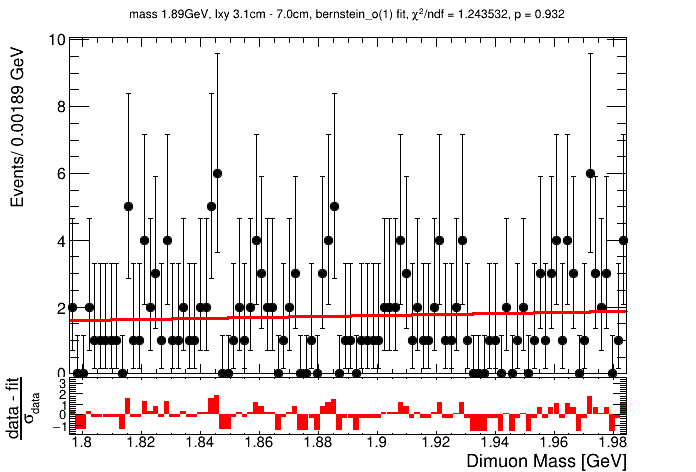 mass 1.89GeV, lxy 3.1cm - 7.0cm, bernstein_o(1) fit, χ²/ndf = 1.243532, p = 0.932
Events/ 0.00189 GeV
10
8
6
4
2
0
data - fit
σdata
3
2
1
0
−1
1.8 1.82 1.84 1.86 1.88 1.9 1.92 1.94 1.96 1.98
Dimuon Mass [GeV]